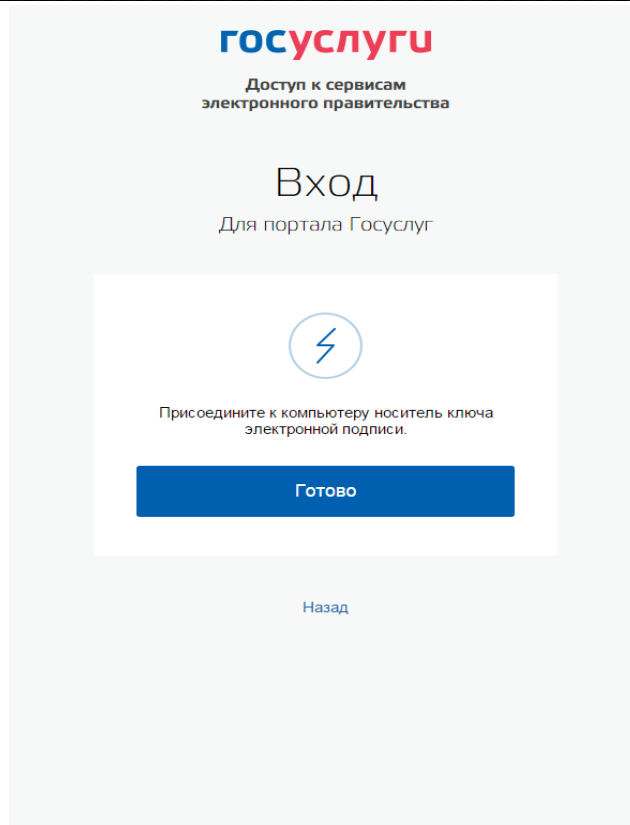 госуслуги
Доступ к сервисам
электронного правительства
Вход
Для портала Госуслуг
Присоедините к компьютеру носитель ключа
электронной подписи.
Готово
Назад